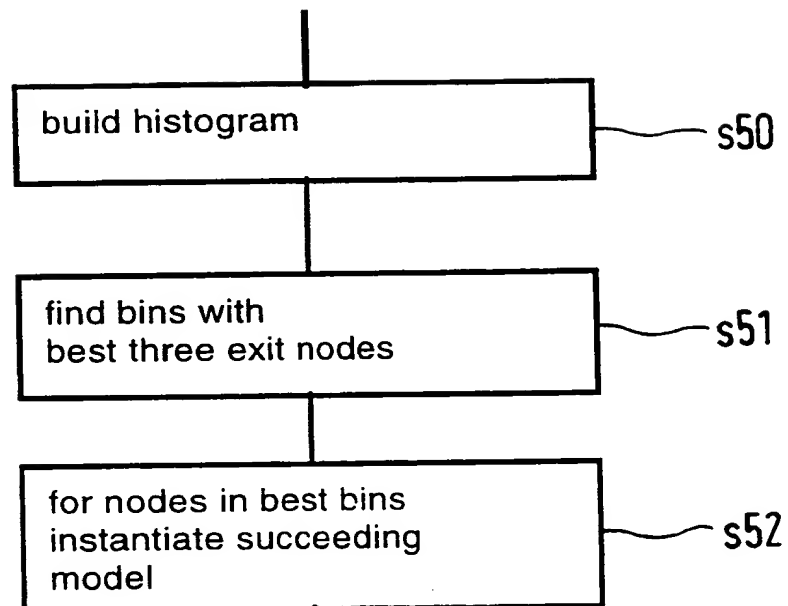 build histogram
s50
find bins with
best three exit nodes
s51
for nodes in best bins
instantiate succeeding
model
s52